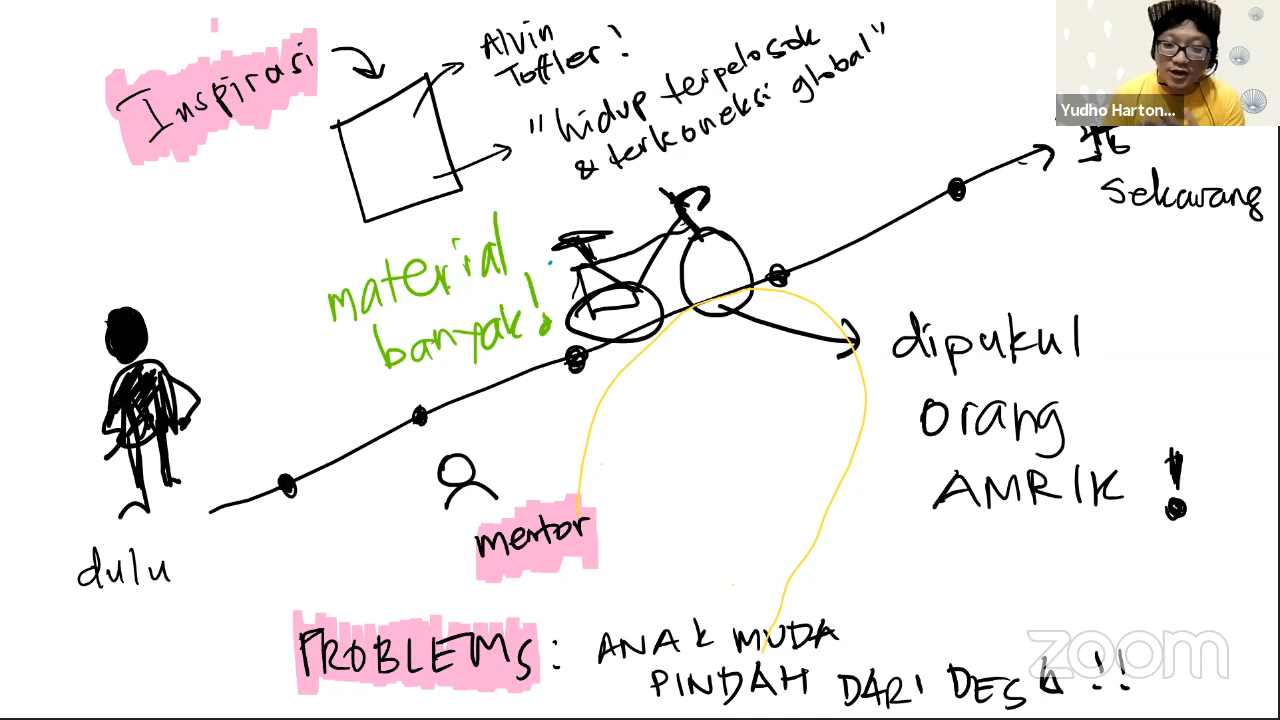 Inspirasi
Alvin
Toffler!
"hidup terpelosok
& terkoneksi global"
Yudho Harton...
sekarang
material
banyak!
dipukul
orang
AMRIK !
mentor
dulu
PROBLEMS : ANAK MUDA
PINDAH DARI DESA !!
zoom